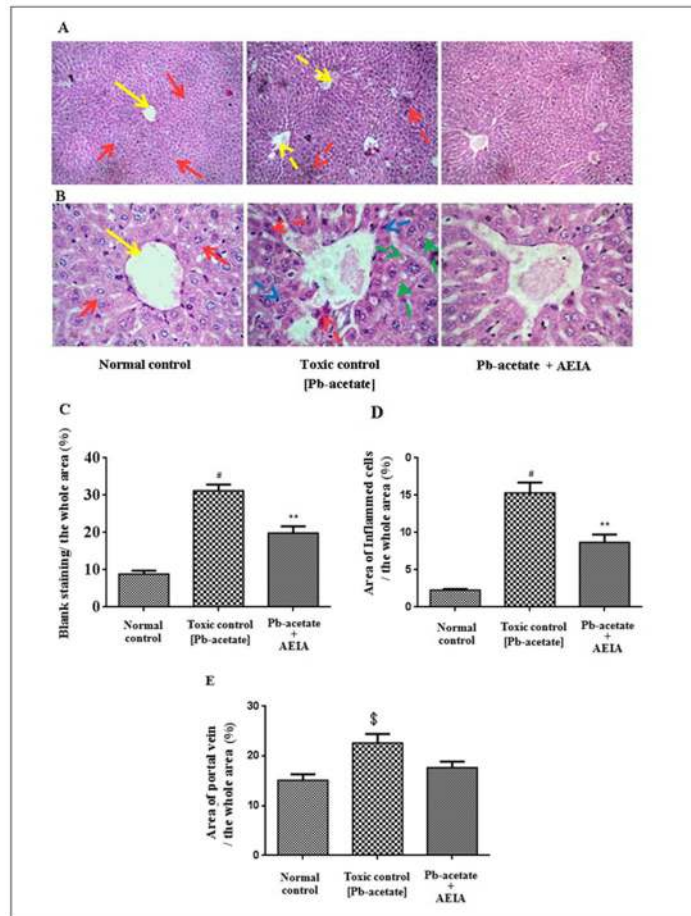 A
B
Normal control
Toxic control
[Pb-acetate]
Pb-acetate + AEIA
C
Blank staining/ the whole area (%)
40
30
20
10
0
#
**
Normal
control
Toxic control
[Pb-acetate]
Pb-acetate
+
AEIA
D
Area of Inflammed cells
/ the whole area (%)
0
15
10
5
0
#
**
Normal
control
Toxic control
[Pb-acetate]
Pb-acetate
+
AEIA
E
Area of portal vein
/ the whole area (%)
30
20
10
0
$
Normal
control
Toxic control
[Pb-acetate]
Pb-acetate
+
AEIA